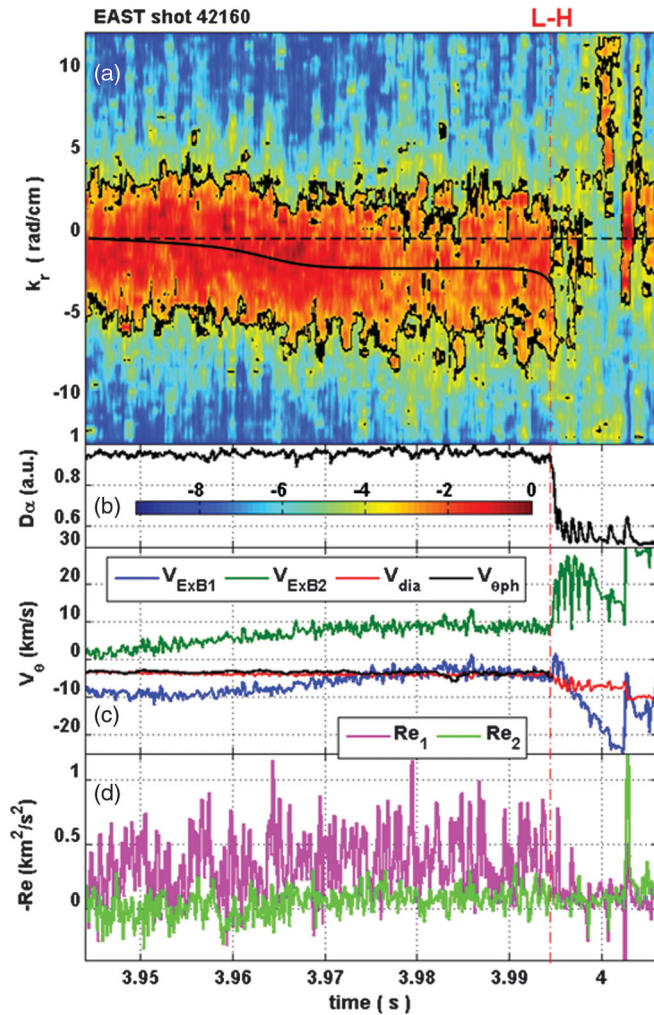 EAST shot 42160
L-H
(a)
10
5
0
-5
-10
1
k_r ( rad/cm)
(b)
0.8
0.6
Dα (a.u.)
-8 -6 -4 -2 0
30
V_ExB1 V_ExB2 V_dia V_θph
20
10
0
-10
-20
V_θ (km/s)
(c)
Re_1 Re_2
(d)
1
0.5
0
-Re (km²/s²)
3.95 3.96 3.97 3.98 3.99 4
time ( s )